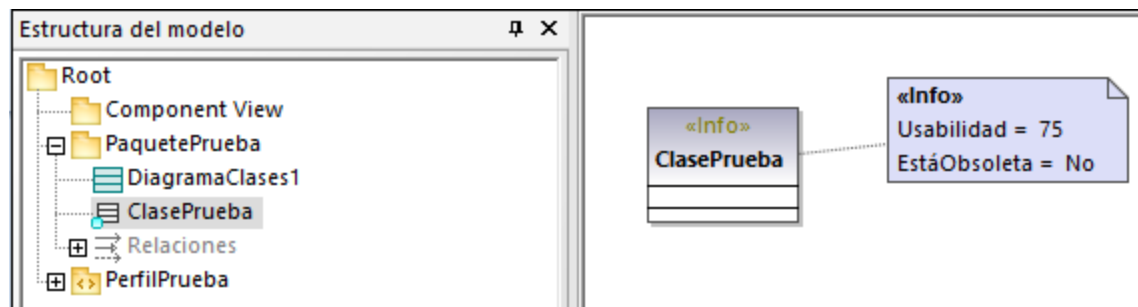 Estructura del modelo
Root
Component View
PaquetePrueba
DiagramaClases1
ClasePrueba
Relaciones
PerfilPrueba
«Info»
ClasePrueba
«Info»
Usabilidad = 75
EstáObsoleta = No